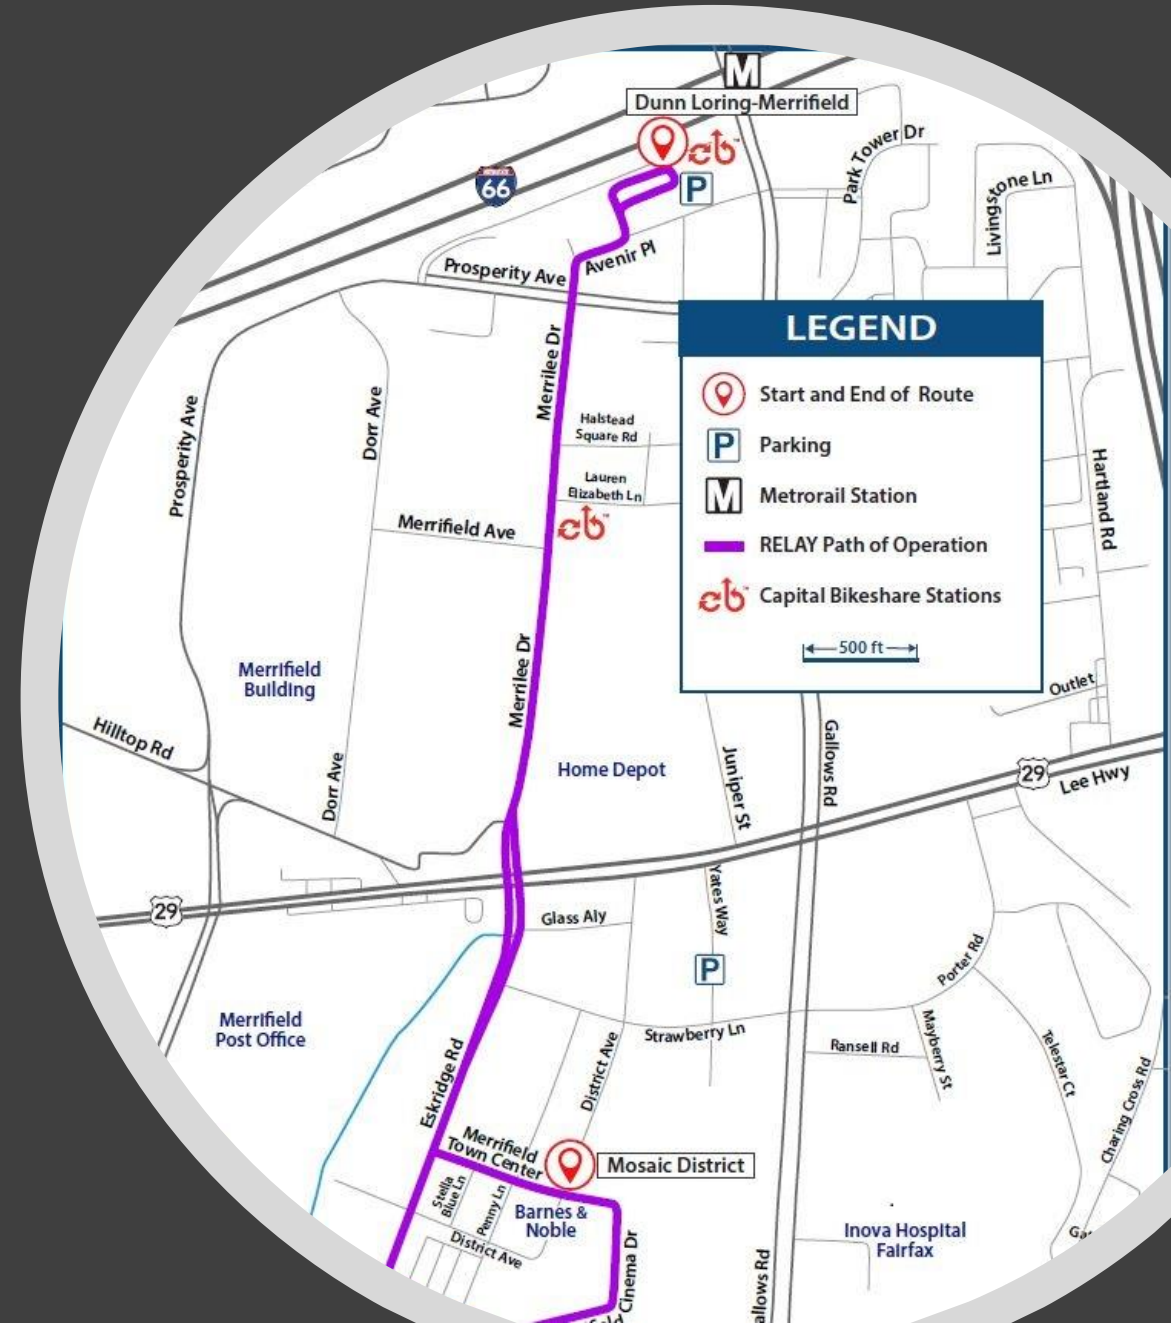 M
Dunn Loring-Merrifield
cb
P
66
Park Tower Dr
Livingstone Ln
Avenir Pl
Prosperity Ave
Merrilee Dr
Prosperity Ave
Dorr Ave
Halstead
Square Rd
Lauren
Elizabeth Ln
Merrifield Ave
cb
LEGEND
Start and End of Route
P
Parking
M
Metrorail Station
RELAY Path of Operation
cb
Capital Bikeshare Stations
500 ft
Hartland Rd
Merrifield
Building
Merrilee Dr
Outlet
Hilltop Rd
Dorr Ave
Home Depot
Juniper St
Gallows Rd
29
Lee Hwy
29
Glass Aly
Yates Way
P
Porter Rd
Merrifield
Post Office
Strawberry Ln
Ransell Rd
Mayberry St
Telestar Ct
Charing Cross Rd
Eskridge Rd
District Ave
Merrifield
Town Center
Mosaic District
Stella
Blue Ln
Penny Ln
Barnes &
Noble
District Ave
Cinema Dr
Inova Hospital
Fairfax
allows Rd